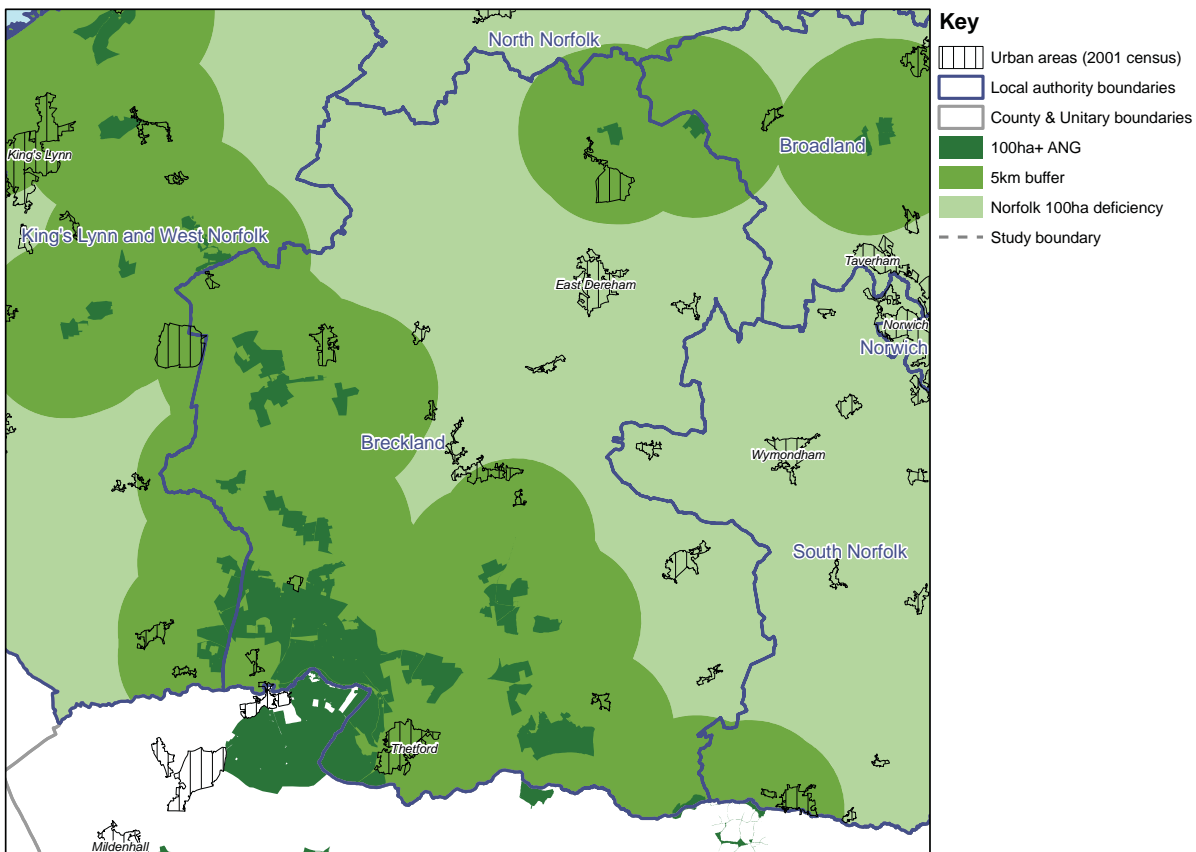 North Norfolk
Key
Urban areas (2001 census)
Local authority boundaries
County & Unitary boundaries
100ha+ ANG
5km buffer
Norfolk 100ha deficiency
Study boundary
King's Lynn
Broadland
King's Lynn and West Norfolk
Taverham
East Dereham
Norwich
Norwich
Breckland
Wymondham
South Norfolk
Thetford
Mildenhall